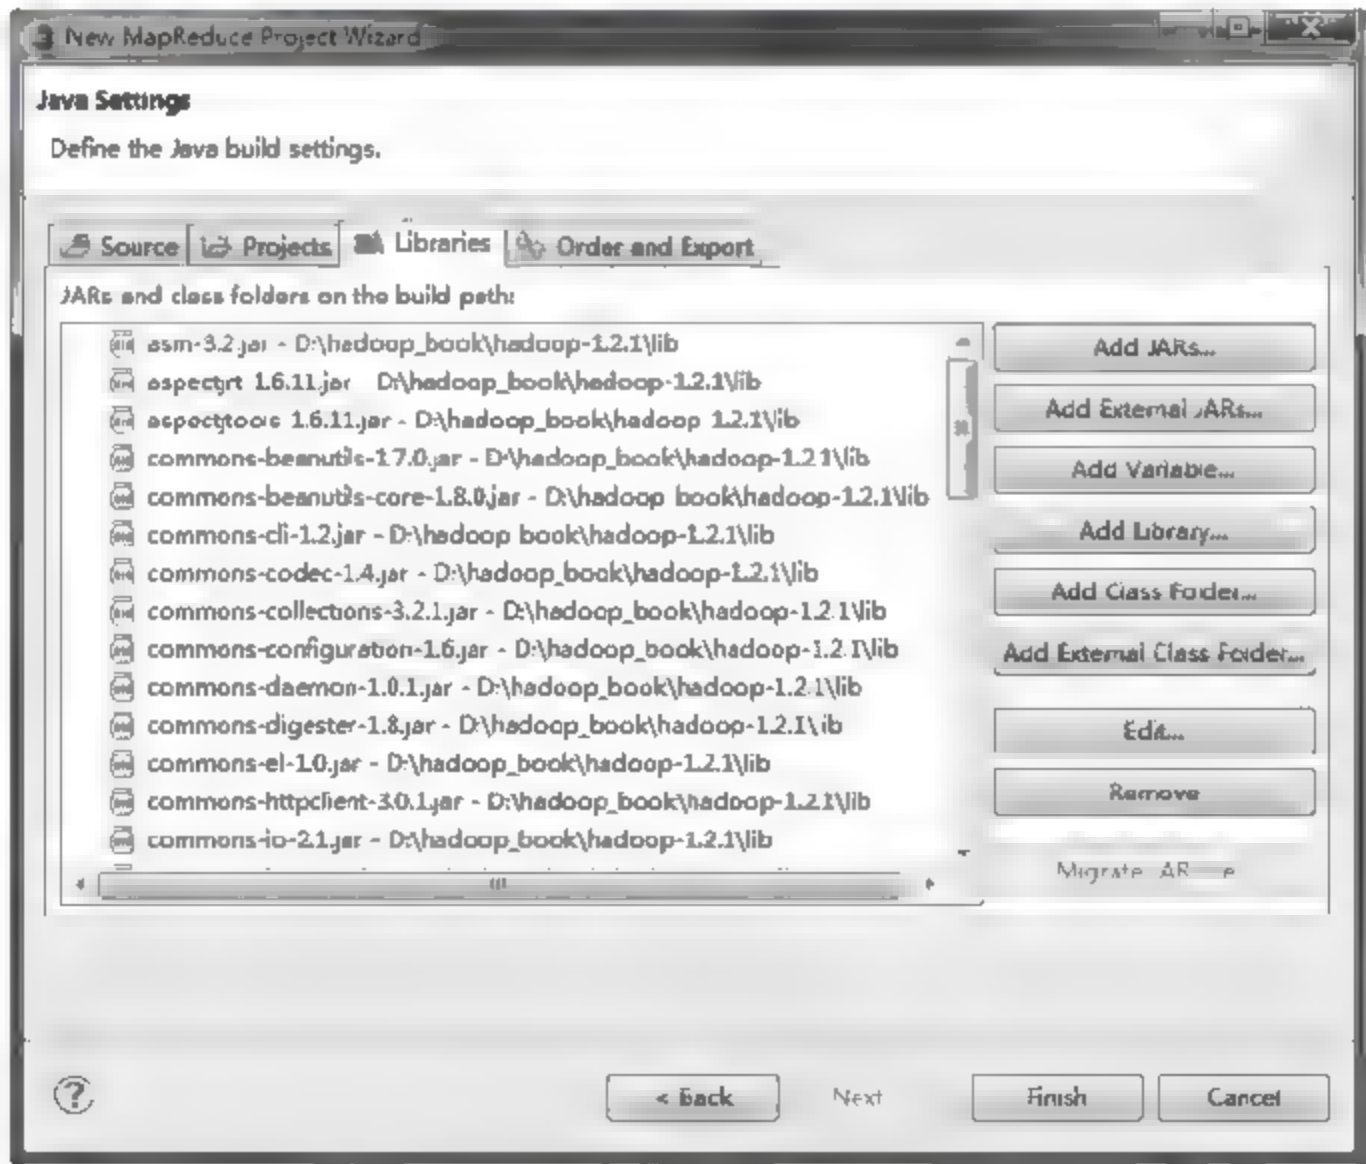 New MapReduce Project Wizard
Java Settings
Define the Java build settings.
Source Projects Libraries Order and Export
JARs and class folders on the build path:
asm-3.2.jar - D:\hadoop_book\hadoop-1.2.1\lib
aspectjrt 1.6.11.jar D:\hadoop_book\hadoop-1.2.1\lib
aspectjtools 1.6.11.jar - D:\hadoop_book\hadoop 1.2.1\lib
commons-beanutils-1.7.0.jar - D:\hadoop_book\hadoop-1.2.1\lib
commons-beanutils-core-1.8.0.jar - D:\hadoop book\hadoop-1.2.1\lib
commons-cli-1.2.jar - D:\hadoop book\hadoop-1.2.1\lib
commons-codec-1.4.jar - D:\hadoop_book\hadoop-1.2.1\lib
commons-collections-3.2.1.jar - D:\hadoop_book\hadoop-1.2.1\lib
commons-configuration-1.6.jar - D:\hadoop_book\hadoop-1.2.1\lib
commons-daemon-1.0.1.jar - D:\hadoop_book\hadoop-1.2.1\lib
commons-digester-1.8.jar - D:\hadoop_book\hadoop-1.2.1\lib
commons-el-1.0.jar - D:\hadoop_book\hadoop-1.2.1\lib
commons-httpclient-3.0.1.jar - D:\hadoop_book\hadoop-1.2.1\lib
commons-io-2.1.jar - D:\hadoop_book\hadoop-1.2.1\lib
Add JARs...
Add External JARs...
Add Variable...
Add Library...
Add Class Folder...
Add External Class Folder...
Edit...
Remove
Migrate JAR
< Back Next Finish Cancel